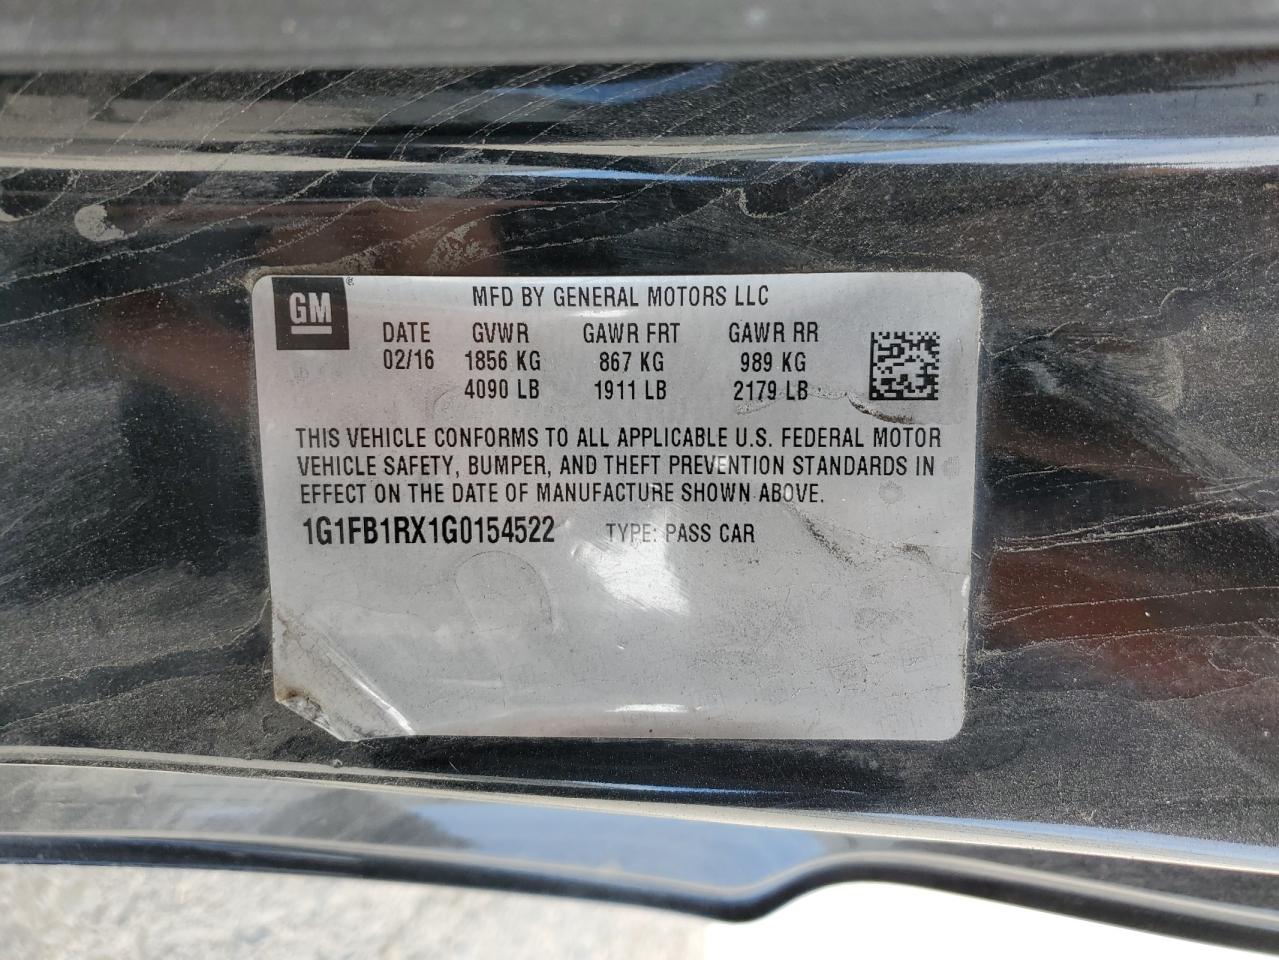 GM®
MFD BY GENERAL MOTORS LLC
DATE GVWR GAWR FRT GAWR RR
02/16 1856 KG 867 KG 989 KG
4090 LB 1911 LB 2179 LB
THIS VEHICLE CONFORMS TO ALL APPLICABLE U.S. FEDERAL MOTOR
VEHICLE SAFETY, BUMPER, AND THEFT PREVENTION STANDARDS IN
EFFECT ON THE DATE OF MANUFACTURE SHOWN ABOVE.
1G1FB1RX1G0154522 TYPE: PASS CAR